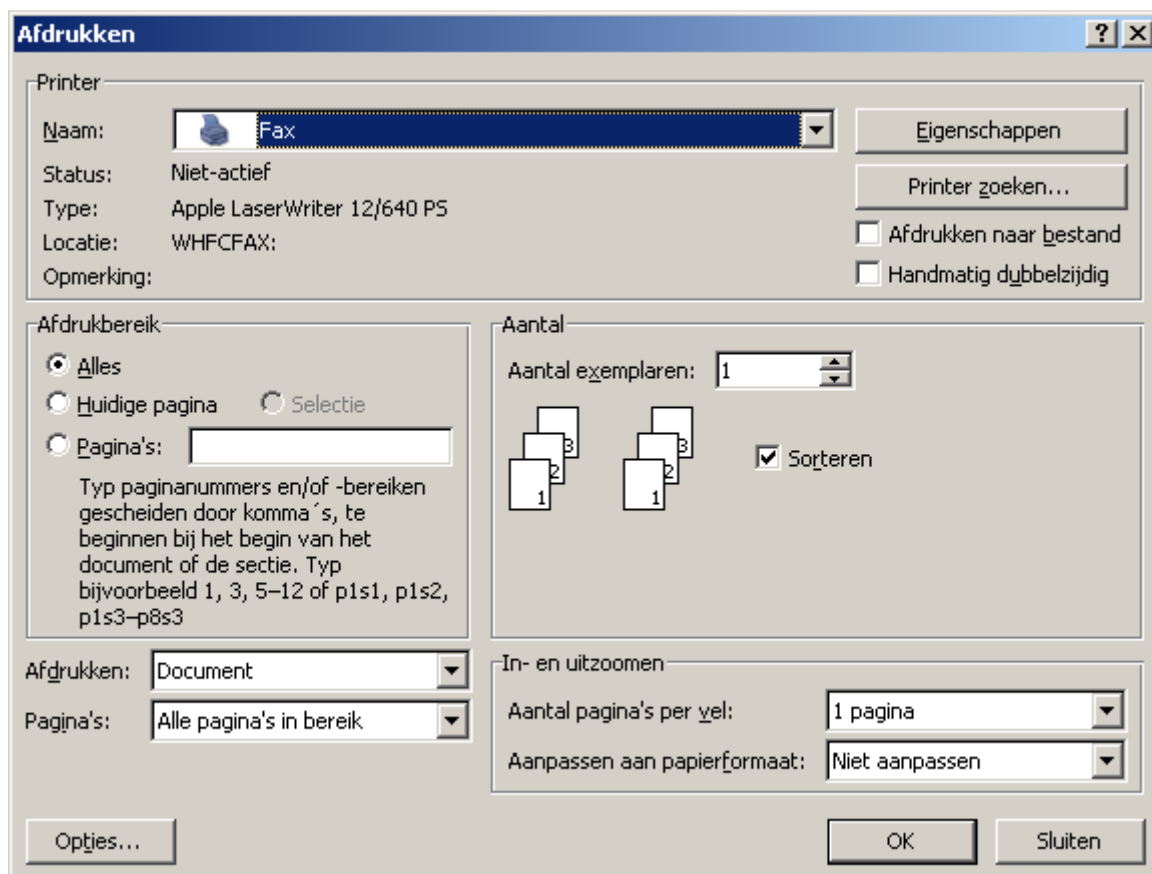 Afdrukken
Printer
Naam: Fax
Eigenschappen
Status: Niet-actief
Printer zoeken...
Type: Apple LaserWriter 12/640 PS
Locatie: WHFCFAX:
Afdrukken naar bestand
Opmerking:
Handmatig dubbelzijdig
Afdrukbereik
Alles
Huidige pagina Selectie
Pagina's:
Typ paginanummers en/of -bereiken
gescheiden door komma´s, te
beginnen bij het begin van het
document of de sectie. Typ
bijvoorbeeld 1, 3, 5–12 of p1s1, p1s2,
p1s3–p8s3
Aantal
Aantal exemplaren: 1
3 3
2 2
1 1
Sorteren
Afdrukken: Document
Pagina's: Alle pagina's in bereik
In- en uitzoomen
Aantal pagina's per vel: 1 pagina
Aanpassen aan papierformaat: Niet aanpassen
Opties...
OK
Sluiten